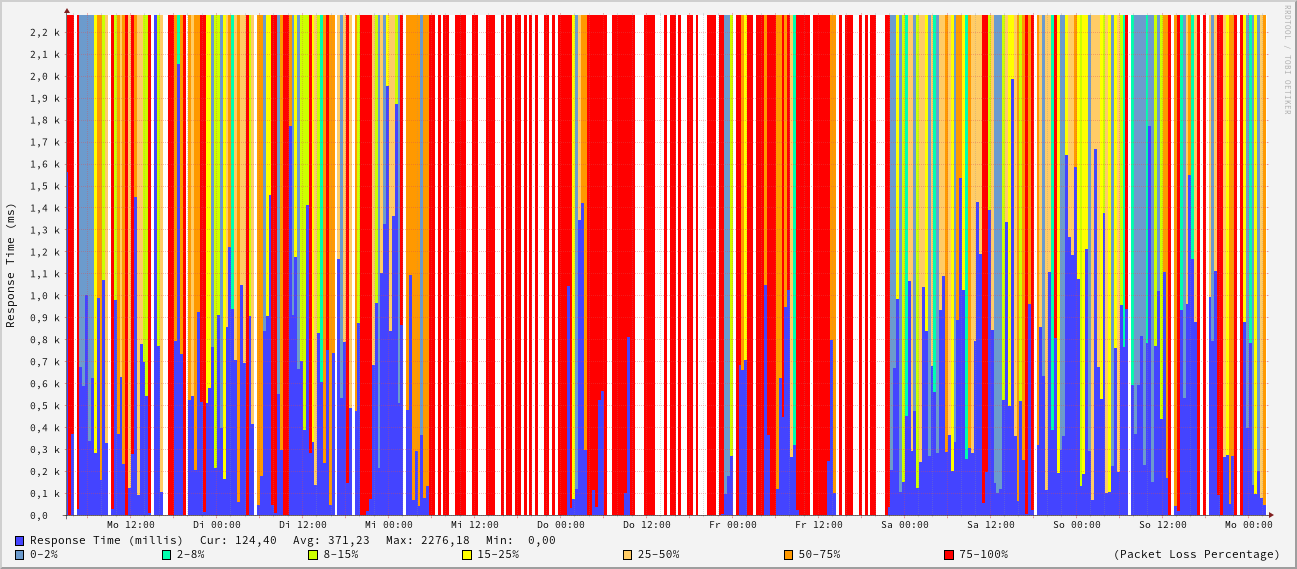 RRDTOOL / TOBI OETIKER
Response Time (ms)
2,2 k
2,1 k
2,0 k
1,9 k
1,8 k
1,7 k
1,6 k
1,5 k
1,4 k
1,3 k
1,2 k
1,1 k
1,0 k
0,9 k
0,8 k
0,7 k
0,6 k
0,5 k
0,4 k
0,3 k
0,2 k
0,1 k
0,0
Mo 12:00 Di 00:00 Di 12:00 Mi 00:00 Mi 12:00 Do 00:00 Do 12:00 Fr 00:00 Fr 12:00 Sa 00:00 Sa 12:00 So 00:00 So 12:00 Mo 00:00
Response Time (millis) Cur: 124,40 Avg: 371,23 Max: 2276,18 Min: 0,00
0-2% 2-8% 8-15% 15-25% 25-50% 50-75% 75-100% (Packet Loss Percentage)